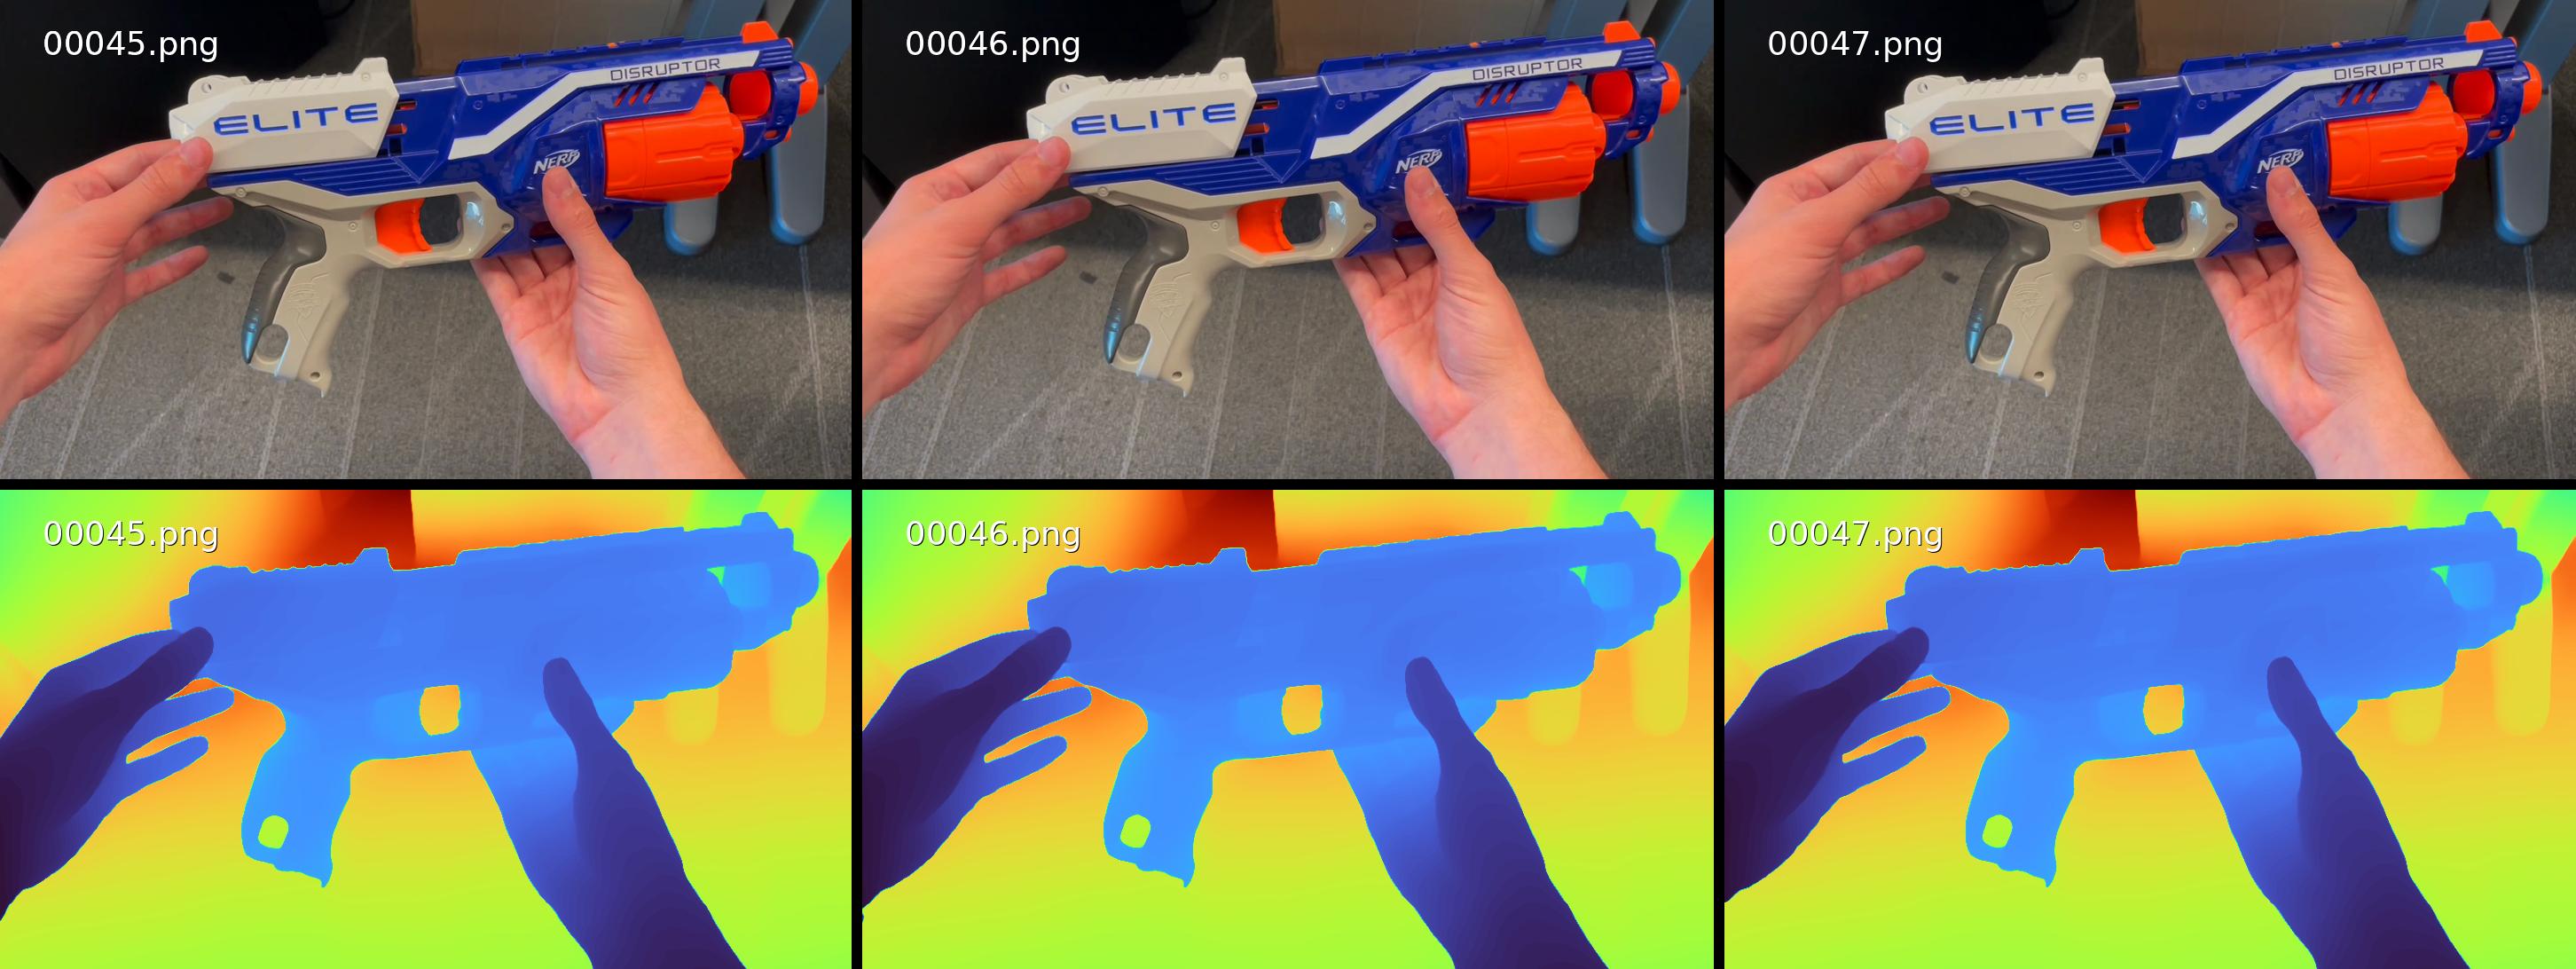 00045.png
ELITE
DISRUPTOR
NERF
00046.png
ELITE
DISRUPTOR
NERF
00047.png
ELITE
DISRUPTOR
NERF
00045.png
00046.png
00047.png